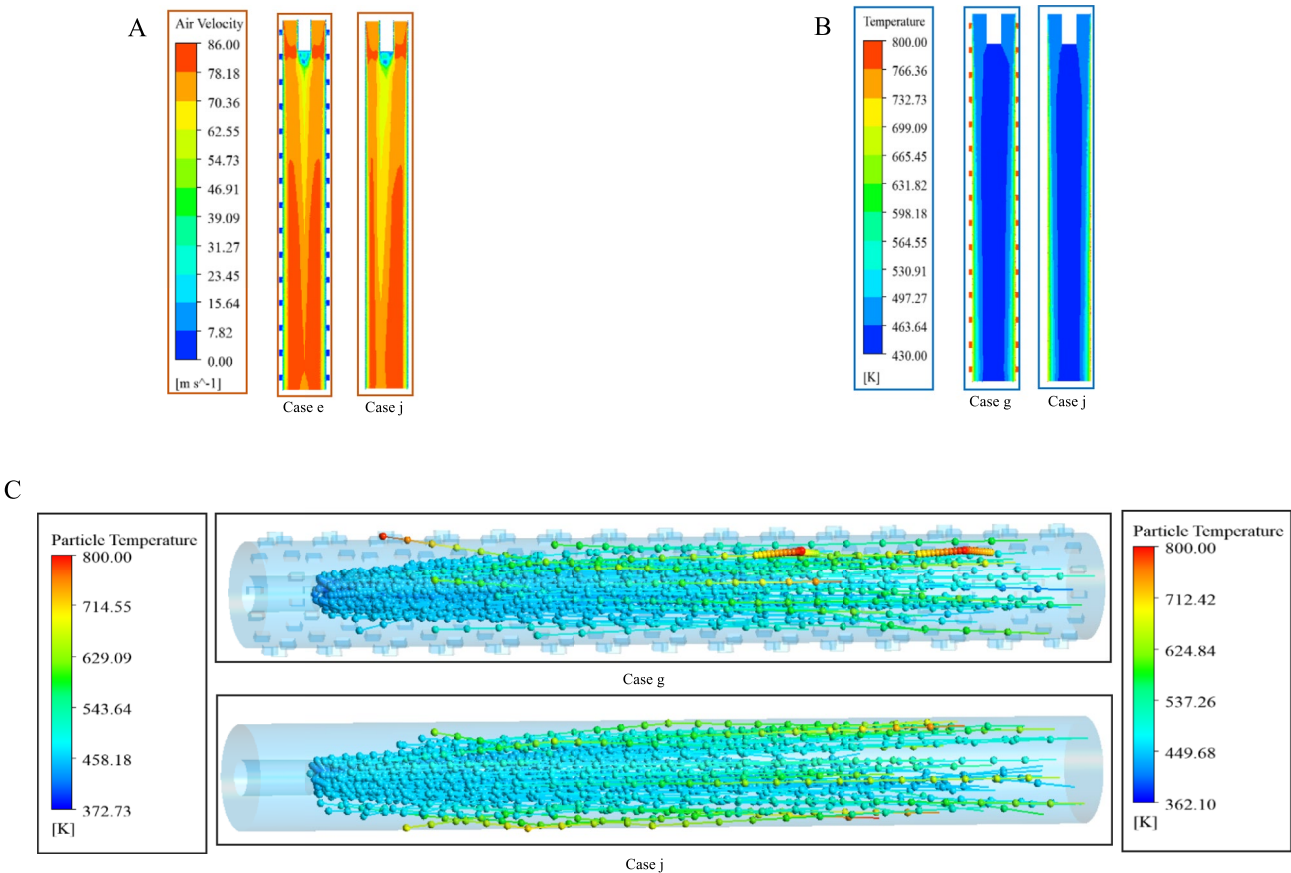 A
Air Velocity
86.00
78.18
70.36
62.55
54.73
46.91
39.09
31.27
23.45
15.64
7.82
0.00
[m s^-1]
Case e
Case j
B
Temperature
800.00
766.36
732.73
699.09
665.45
631.82
598.18
564.55
530.91
497.27
463.64
430.00
[K]
Case g
Case j
C
Particle Temperature
800.00
714.55
629.09
543.64
458.18
372.73
[K]
Case g
Case j
Particle Temperature
800.00
712.42
624.84
537.26
449.68
362.10
[K]